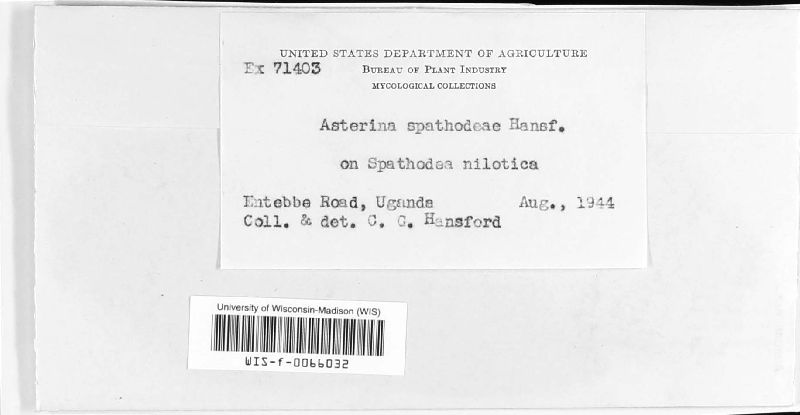 UNITED STATES DEPARTMENT OF AGRICULTURE
Ex 71403 BUREAU OF PLANT INDUSTRY
MYCOLOGICAL COLLECTIONS
Asterina spathodeae Hansf.
on Spathodea nilotica
Entebbe Road, Uganda Aug., 1944
Coll. & det. C. G. Hansford
University of Wisconsin-Madison (WIS)
WIS-f-0066032